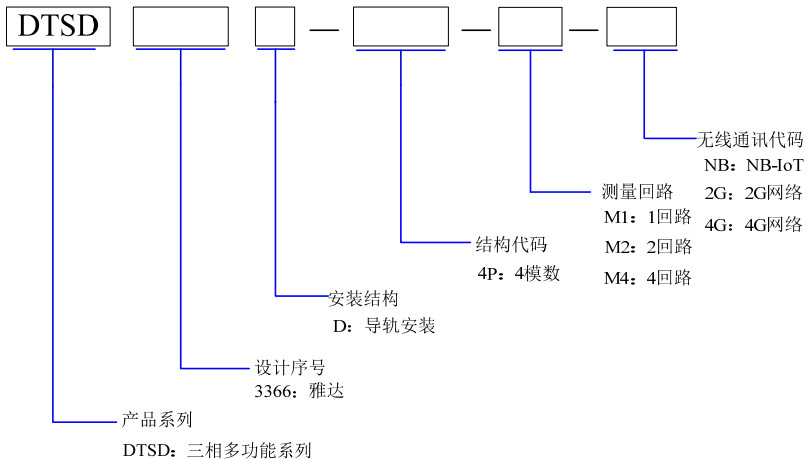 DTSD — — —
无线通讯代码
NB：NB-IoT
2G：2G网络
4G：4G网络
测量回路
M1：1回路
M2：2回路
M4：4回路
结构代码
4P：4模数
安装结构
D：导轨安装
设计序号
3366：雅达
产品系列
DTSD：三相多功能系列